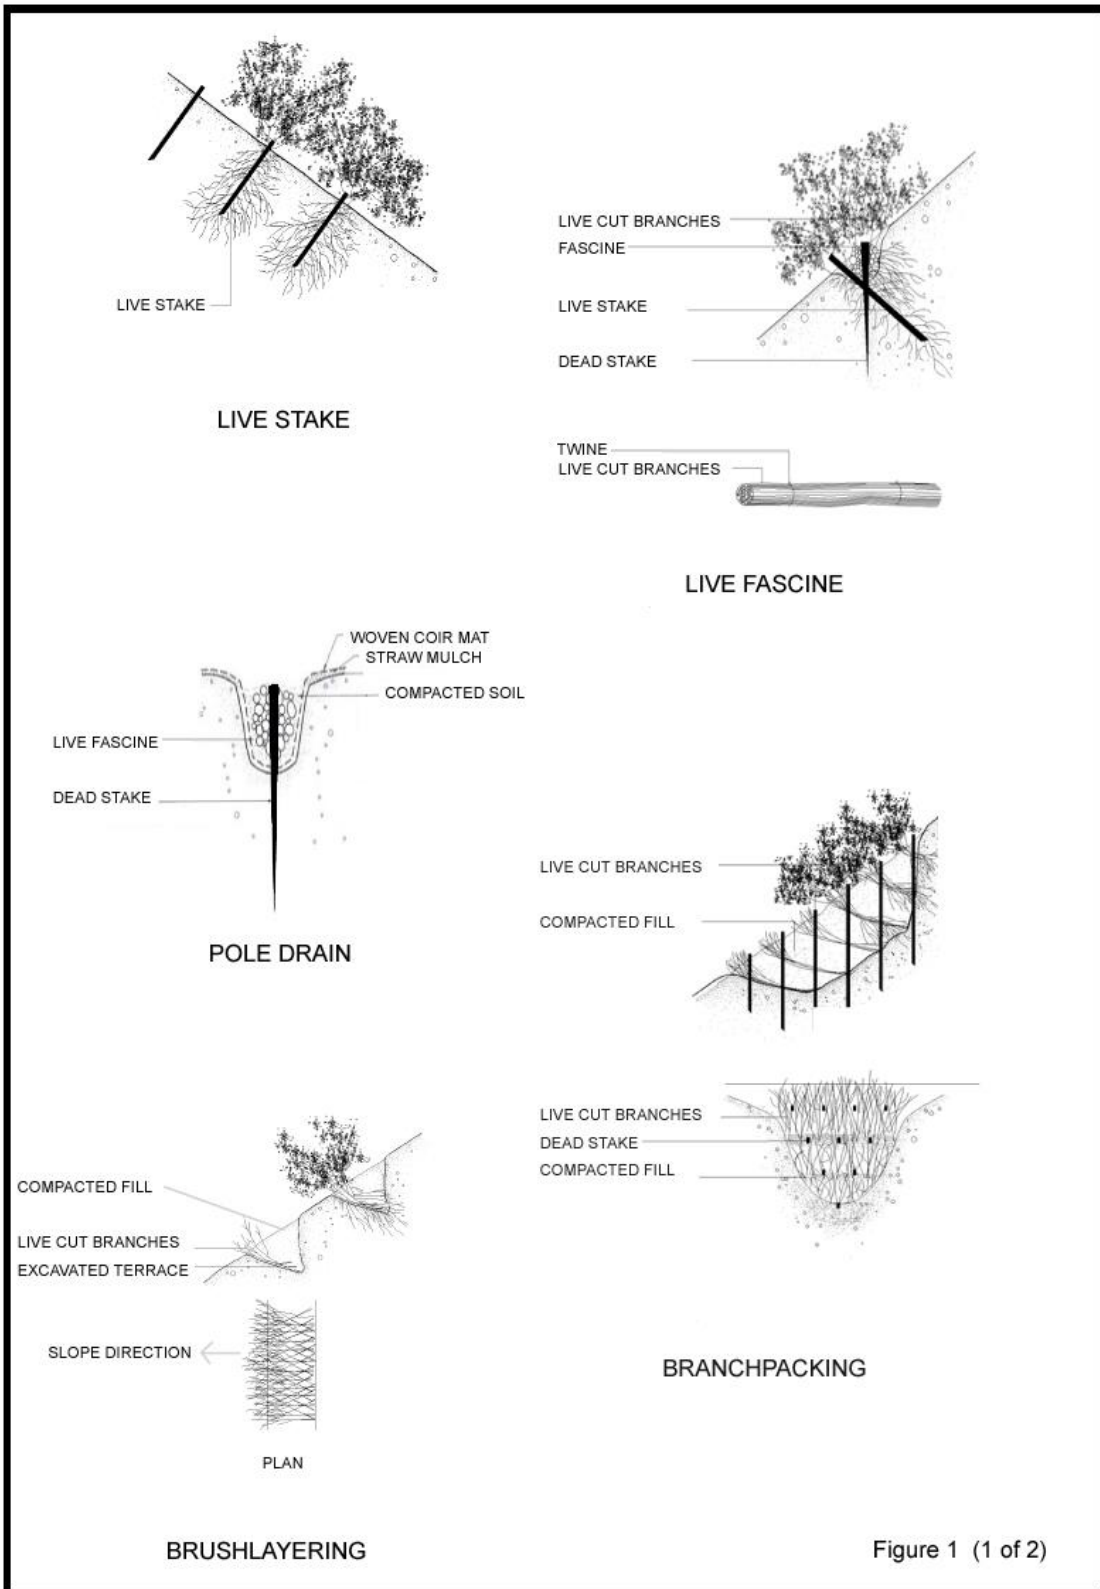 LIVE STAKE
LIVE STAKE
LIVE CUT BRANCHES
FASCINE
LIVE STAKE
DEAD STAKE
TWINE
LIVE CUT BRANCHES
LIVE FASCINE
WOVEN COIR MAT
STRAW MULCH
COMPACTED SOIL
LIVE FASCINE
DEAD STAKE
POLE DRAIN
LIVE CUT BRANCHES
COMPACTED FILL
LIVE CUT BRANCHES
DEAD STAKE
COMPACTED FILL
BRANCHPACKING
COMPACTED FILL
LIVE CUT BRANCHES
EXCAVATED TERRACE
SLOPE DIRECTION
PLAN
BRUSHLAYERING
Figure 1 (1 of 2)